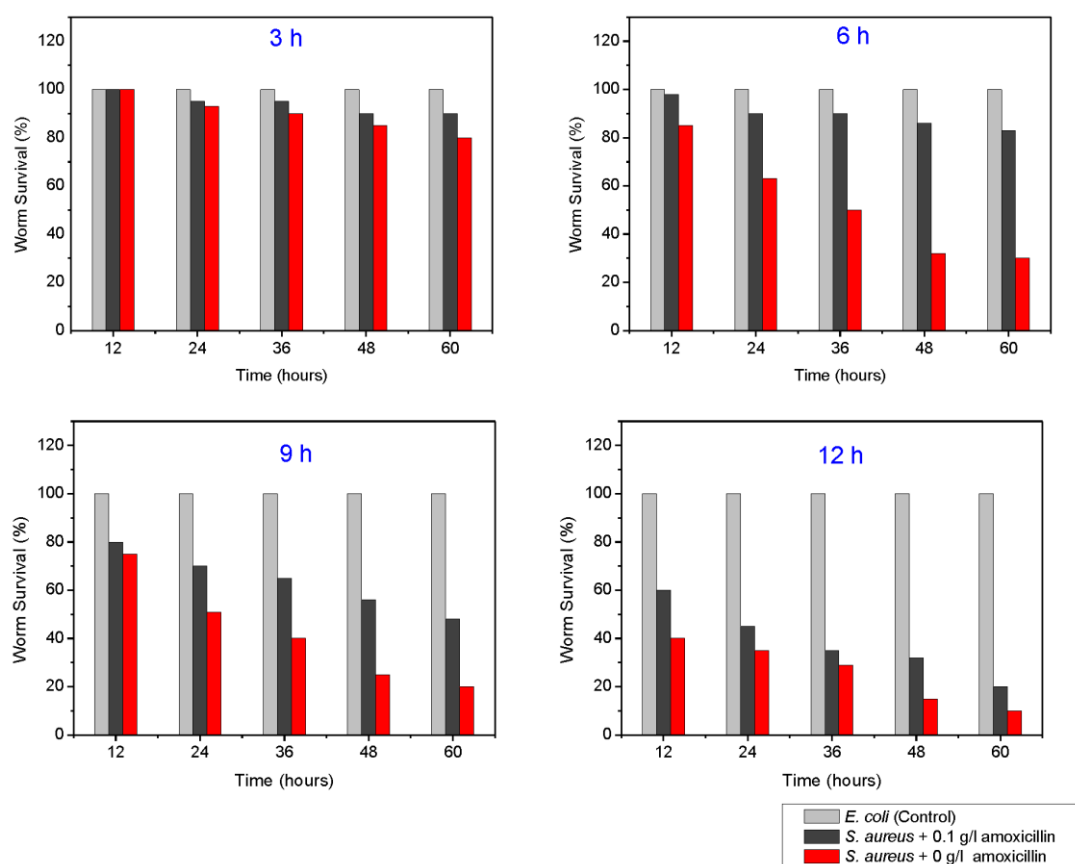 3 h
120
100
80
60
40
20
0
Worm Survival (%)
12 24 36 48 60
Time (hours)
6 h
120
100
80
60
40
20
0
Worm Survival (%)
12 24 36 48 60
Time (hours)
9 h
120
100
80
60
40
20
0
Worm Survival (%)
12 24 36 48 60
Time (hours)
12 h
120
100
80
60
40
20
0
Worm Survival (%)
12 24 36 48 60
Time (hours)
E. coli (Control)
S. aureus + 0.1 g/l amoxicillin
S. aureus + 0 g/l amoxicillin